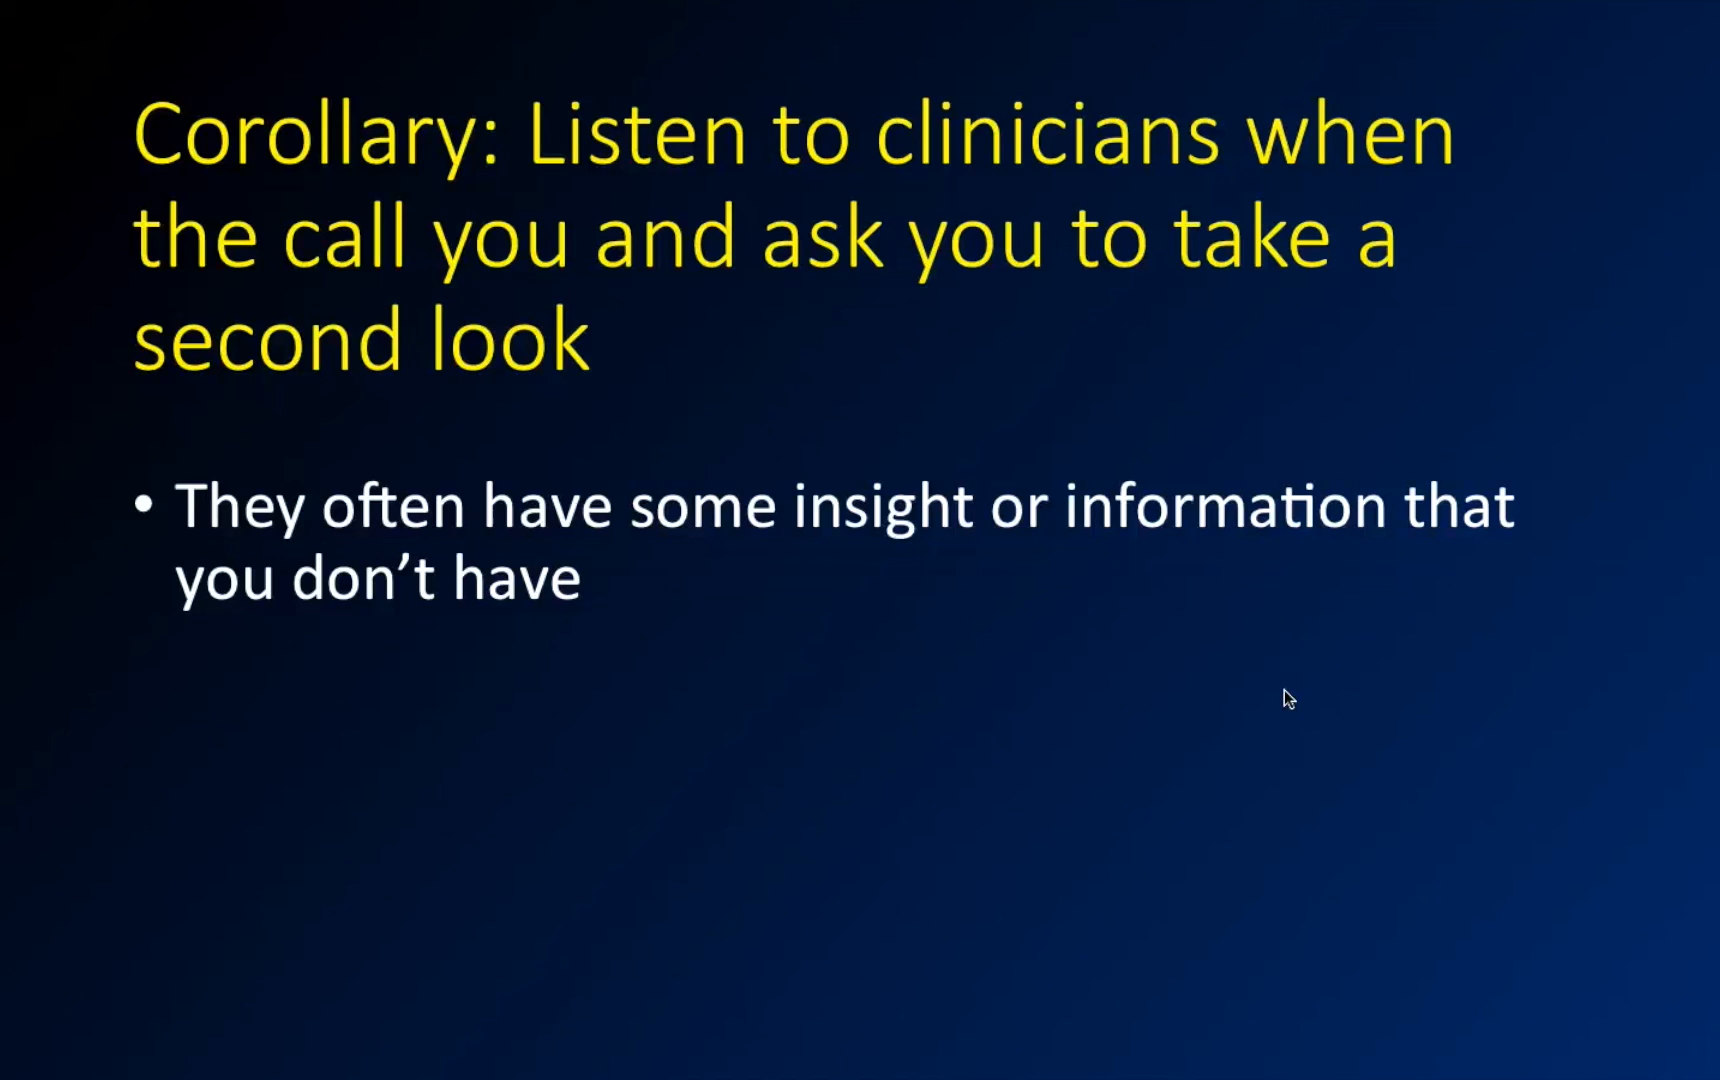 Corollary: Listen to clinicians when
the call you and ask you to take a
second look
• They often have some insight or information that
you don’t have